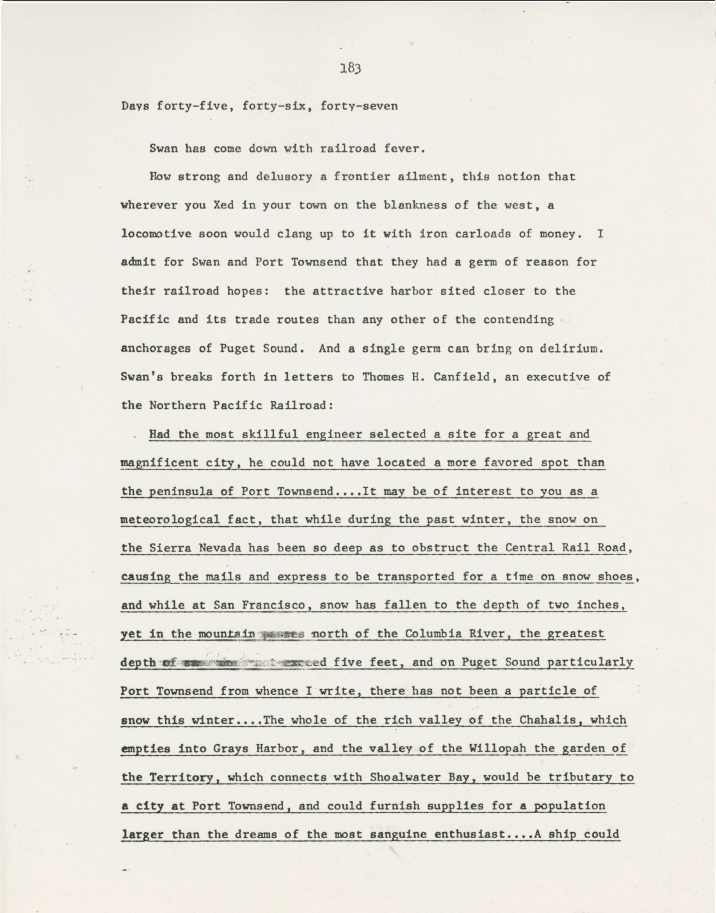 183
Days forty-five, forty-six, forty-seven
Swan has come down with railroad fever.
How strong and delusory a frontier ailment, this notion that
wherever you Xed in your town on the blankness of the west, a
locomotive soon would clang up to it with iron carloads of money. I
admit for Swan and Port Townsend that they had a germ of reason for
their railroad hopes: the attractive harbor sited closer to the
Pacific and its trade routes than any other of the contending
anchorages of Puget Sound. And a single germ can bring on delirium.
Swan's breaks forth in letters to Thomes H. Canfield, an executive of
the Northern Pacific Railroad:
Had the most skillful engineer selected a site for a great and
magnificent city, he could not have located a more favored spot than
the peninsula of Port Townsend....It may be of interest to you as a
meteorological fact, that while during the past winter, the snow on
the Sierra Nevada has been so deep as to obstruct the Central Rail Road,
causing the mails and express to be transported for a time on snow shoes,
and while at San Francisco, snow has fallen to the depth of two inches,
yet in the mountain passes north of the Columbia River, the greatest
depth of not exceed five feet, and on Puget Sound particularly
Port Townsend from whence I write, there has not been a particle of
snow this winter....The whole of the rich valley of the Chahalis, which
empties into Grays Harbor, and the valley of the Willopah the garden of
the Territory, which connects with Shoalwater Bay, would be tributary to
a city at Port Townsend, and could furnish supplies for a population
larger than the dreams of the most sanguine enthusiast....A ship could